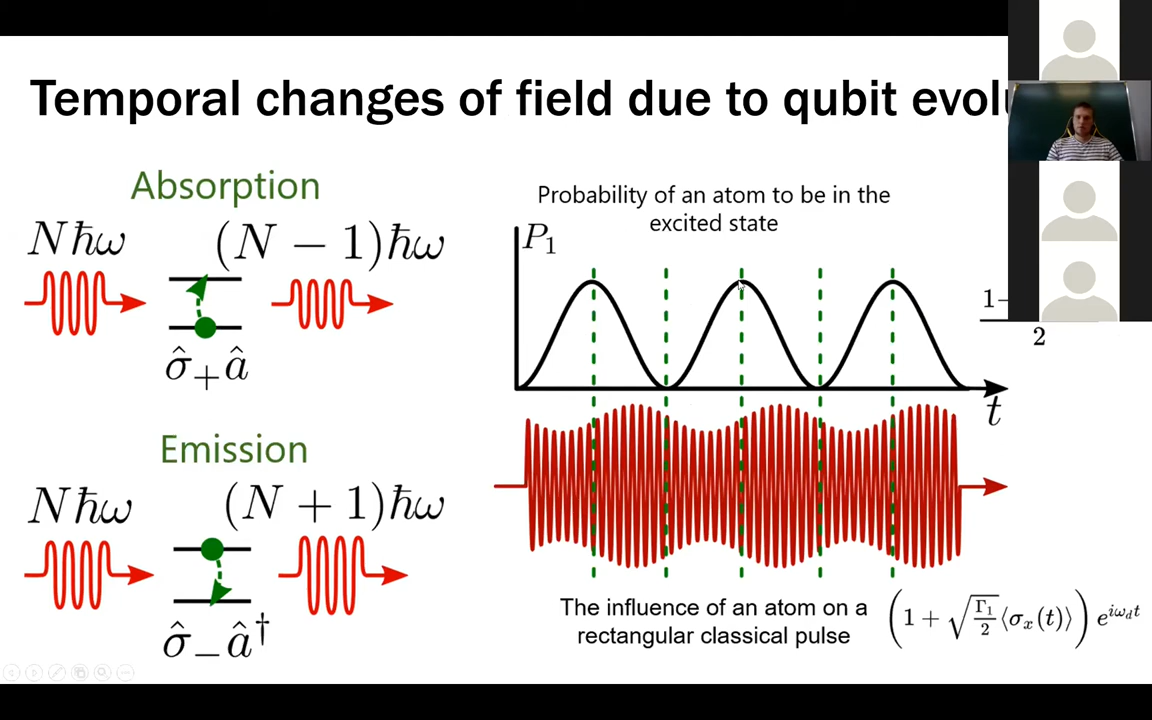 Temporal changes of field due to qubit
Absorption
Nħω
(N − 1)ħω
σ̂₊â
Emission
Nħω
(N + 1)ħω
σ̂₋â†
Probability of an atom to be in the
excited state
P₁
1-
2
t
The influence of an atom on a
rectangular classical pulse
(1 + √(Γ₁/2)⟨σₓ(t)⟩) e^{iω_d t}